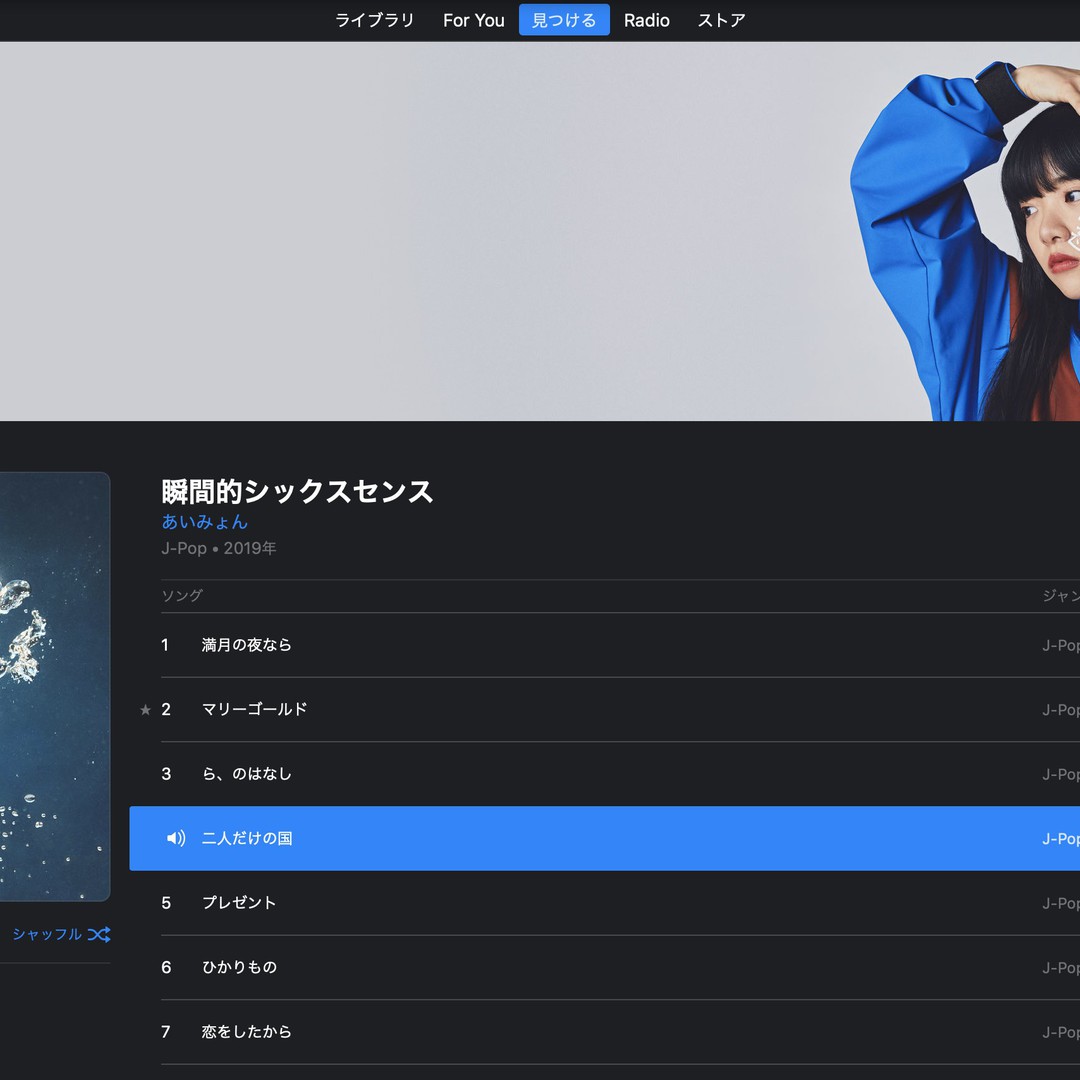 ライブラリ For You 見つける Radio ストア
瞬間的シックスセンス
あいみょん
J-Pop • 2019年
ソング ジャン
1 満月の夜なら J-Pop
★ 2 マリーゴールド J-Pop
3 ら、のはなし J-Pop
二人だけの国 J-Pop
5 プレゼント J-Pop
シャッフル
6 ひかりもの J-Pop
7 恋をしたから J-Pop